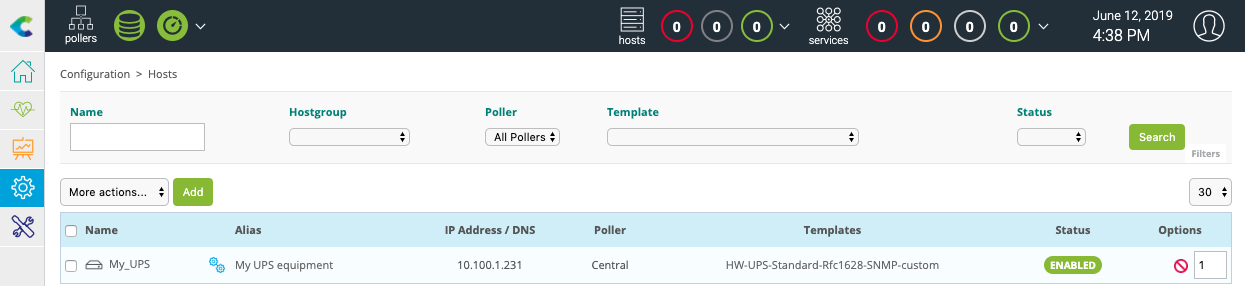 pollers
hosts 0 0 0
services 0 0 0 0
June 12, 2019
4:38 PM
Configuration > Hosts
Name Hostgroup Poller Template Status
All Pollers Search
Filters
More actions... Add 30
Name Alias IP Address / DNS Poller Templates Status Options
My_UPS My UPS equipment 10.100.1.231 Central HW-UPS-Standard-Rfc1628-SNMP-custom ENABLED 1